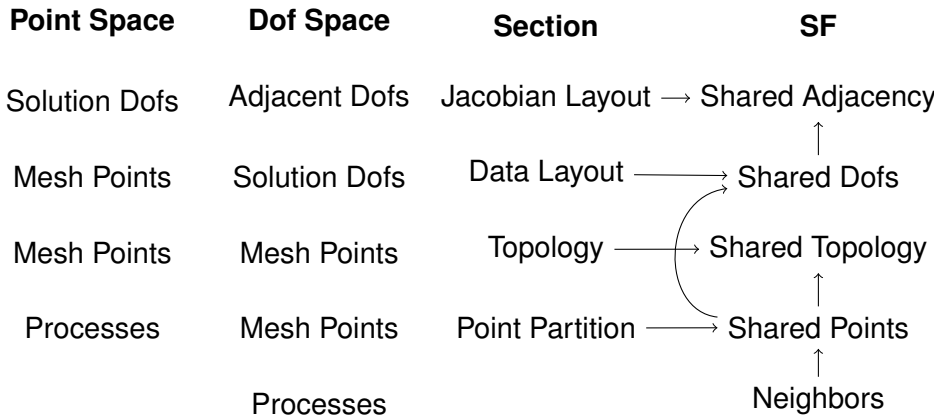 Point Space Dof Space Section SF
Solution Dofs Adjacent Dofs Jacobian Layout Shared Adjacency
Mesh Points Solution Dofs Data Layout Shared Dofs
Mesh Points Mesh Points Topology Shared Topology
Processes Mesh Points Point Partition Shared Points
Processes Neighbors